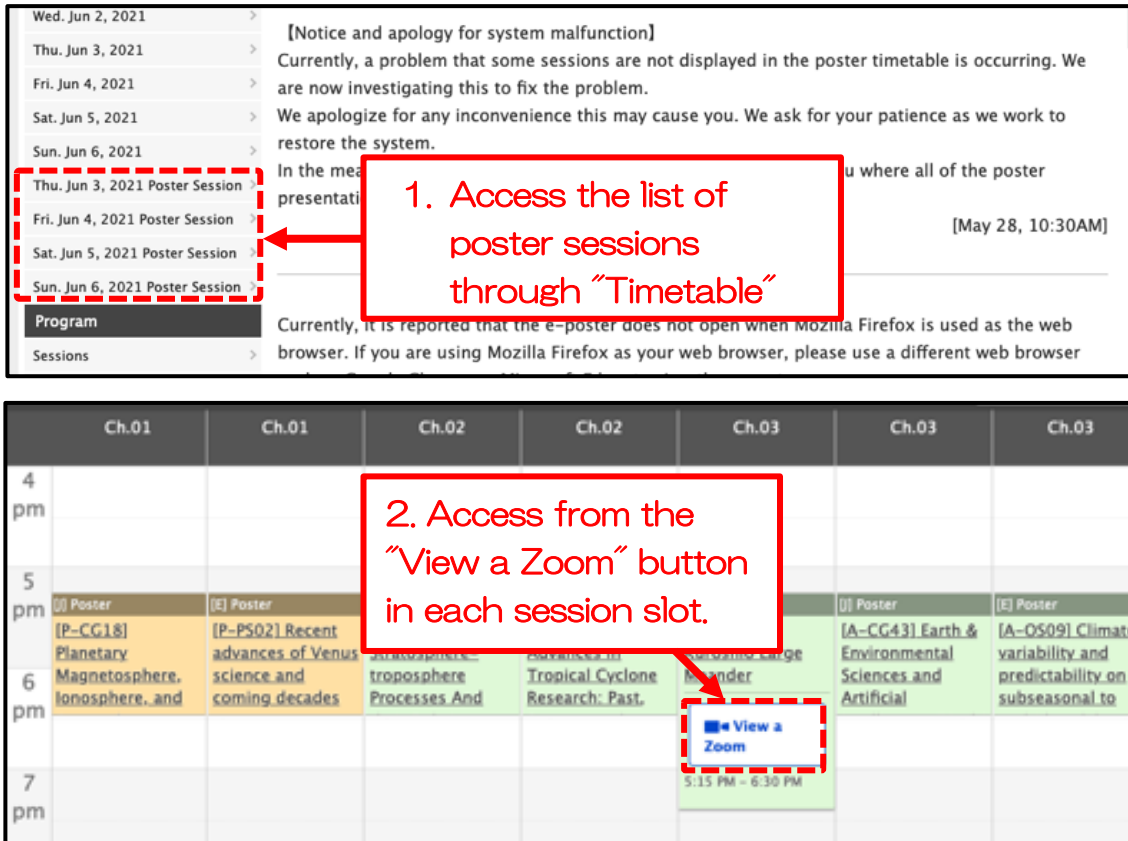 Wed. Jun 2, 2021
Thu. Jun 3, 2021
Fri. Jun 4, 2021
Sat. Jun 5, 2021
Sun. Jun 6, 2021
Thu. Jun 3, 2021 Poster Session
Fri. Jun 4, 2021 Poster Session
Sat. Jun 5, 2021 Poster Session
Sun. Jun 6, 2021 Poster Session
Program
Sessions
【Notice and apology for system malfunction】
Currently, a problem that some sessions are not displayed in the poster timetable is occurring. We
are now investigating this to fix the problem.
We apologize for any inconvenience this may cause you. We ask for your patience as we work to
restore the system.
In the mea u where all of the poster
presentati
[May 28, 10:30AM]
1. Access the list of
poster sessions
through "Timetable"
Currently, it is reported that the e-poster does not open when Mozilla Firefox is used as the web
browser. If you are using Mozilla Firefox as your web browser, please use a different web browser
Ch.01 Ch.01 Ch.02 Ch.02 Ch.03 Ch.03 Ch.03
4
pm
2. Access from the
"View a Zoom" button
in each session slot.
5
pm
[J] Poster
[P-CG18]
Planetary
Magnetosphere,
Ionosphere, and
[E] Poster
[P-PS02] Recent
advances of Venus
science and
coming decades
troposphere
Processes And
Tropical Cyclone
Research: Past,
Kuroshio Large
Meander
View a
Zoom
5:15 PM - 6:30 PM
[J] Poster
[A-CG43] Earth &
Environmental
Sciences and
Artificial
[E] Poster
[A-OS09] Climat
variability and
predictability on
subseasonal to
6
pm
7
pm